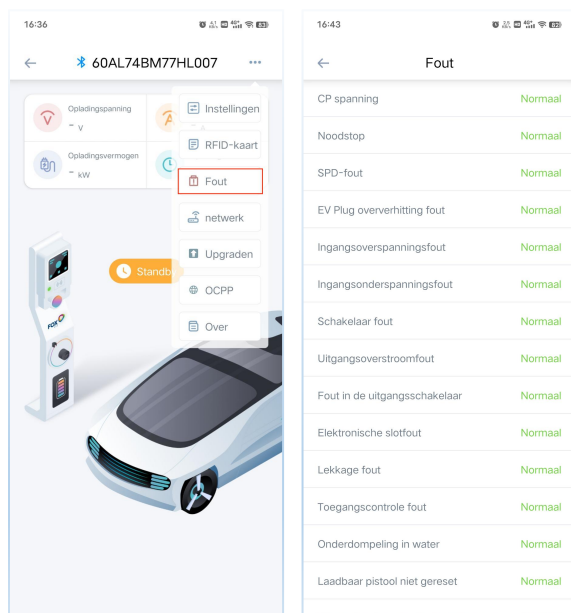 16:36
60AL74BM77HL007
Opladingsspanning
- V
Opladingsvermogen
- kW
Instellingen
RFID-kaart
Fout
netwerk
Upgraden
OCPP
Over
Standb
FOX
16:43
Fout
CP spanning Normaal
Noodstop Normaal
SPD-fout Normaal
EV Plug oververhitting fout Normaal
Ingangsoverspanningsfout Normaal
Ingangsonderspanningsfout Normaal
Schakelaar fout Normaal
Uitgangsoverstroomfout Normaal
Fout in de uitgangsschakelaar Normaal
Elektronische slotfout Normaal
Lekkage fout Normaal
Toegangscontrole fout Normaal
Onderdompeling in water Normaal
Laadbaar pistool niet gereset Normaal